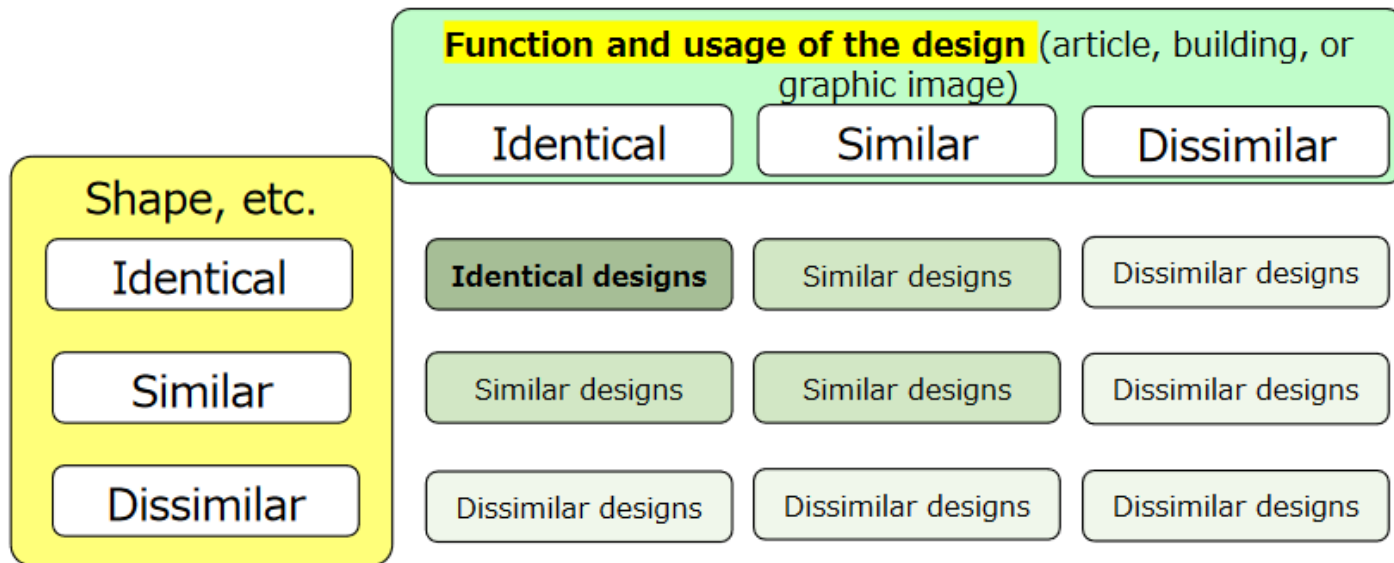 Function and usage of the design (article, building, or
graphic image)
Identical Similar Dissimilar
Shape, etc.
Identical Identical designs Similar designs Dissimilar designs
Similar Similar designs Similar designs Dissimilar designs
Dissimilar Dissimilar designs Dissimilar designs Dissimilar designs